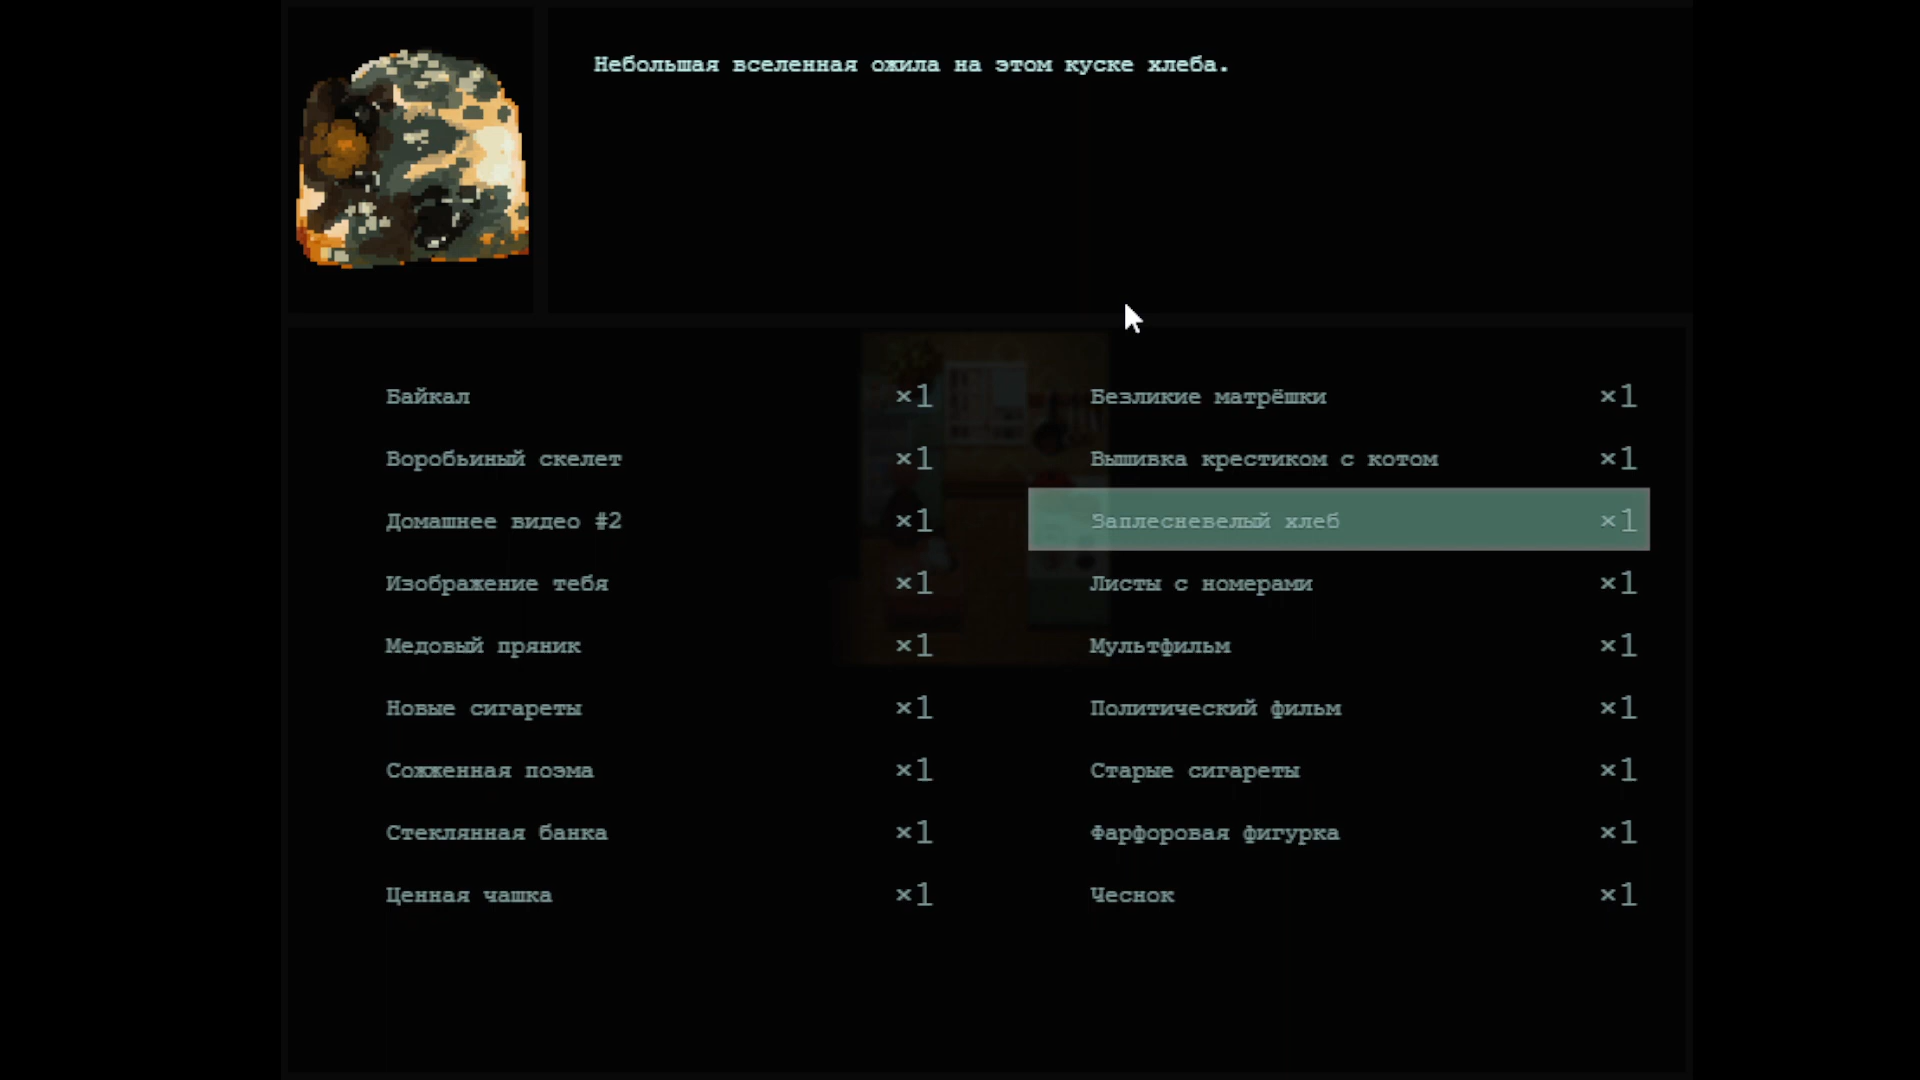 Небольшая вселенная ожила на этом куске хлеба.
Байкал ×1 Безликие матрёшки ×1
Воробьиный скелет ×1 Вышивка крестиком с котом ×1
Домашнее видео #2 ×1 Заплесневелый хлеб ×1
Изображение тебя ×1 Листы с номерами ×1
Медовый пряник ×1 Мультфильм ×1
Новые сигареты ×1 Политический фильм ×1
Сожженная поэма ×1 Старые сигареты ×1
Стеклянная банка ×1 Фарфоровая фигурка ×1
Ценная чашка ×1 Чеснок ×1